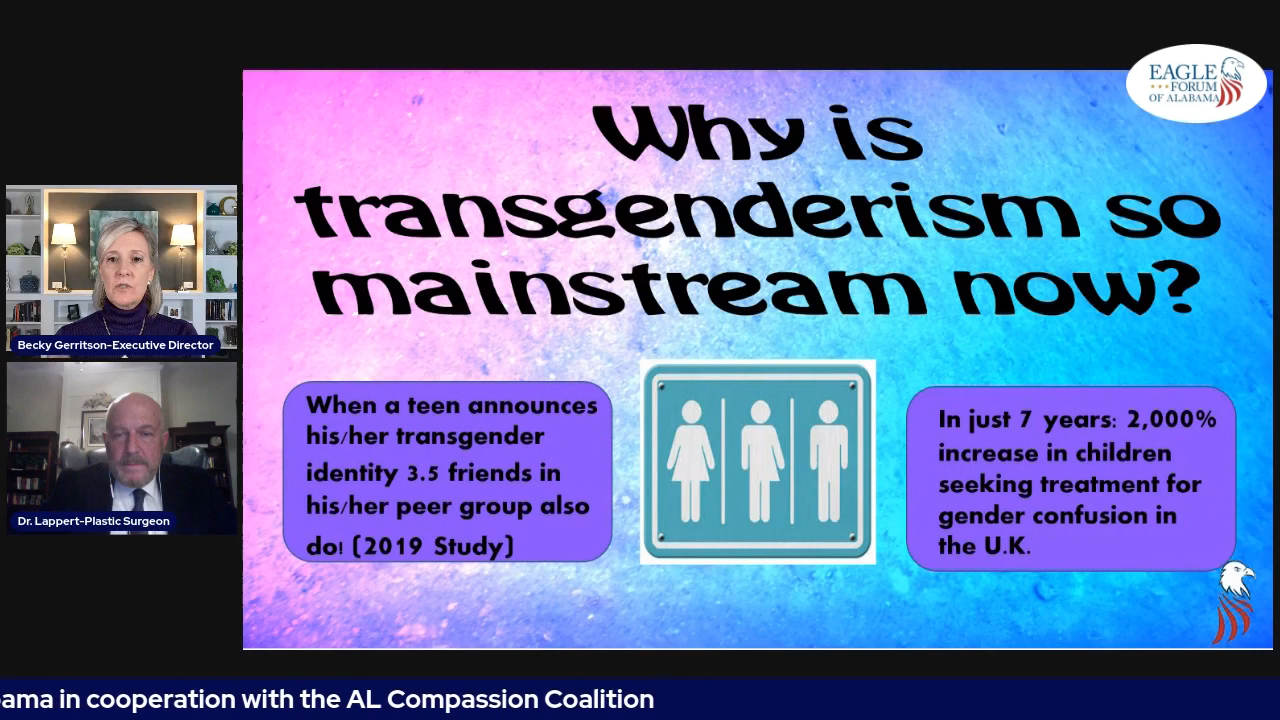 EAGLE
FORUM
OF ALABAMA
Why is
transgenderism so
mainstream now?
Becky Gerritson-Executive Director
Dr. Lappert-Plastic Surgeon
When a teen announces
his/her transgender
identity 3.5 friends in
his/her peer group also
do! (2019 Study)
In just 7 years: 2,000%
increase in children
seeking treatment for
gender confusion in
the U.K.
ama in cooperation with the AL Compassion Coalition